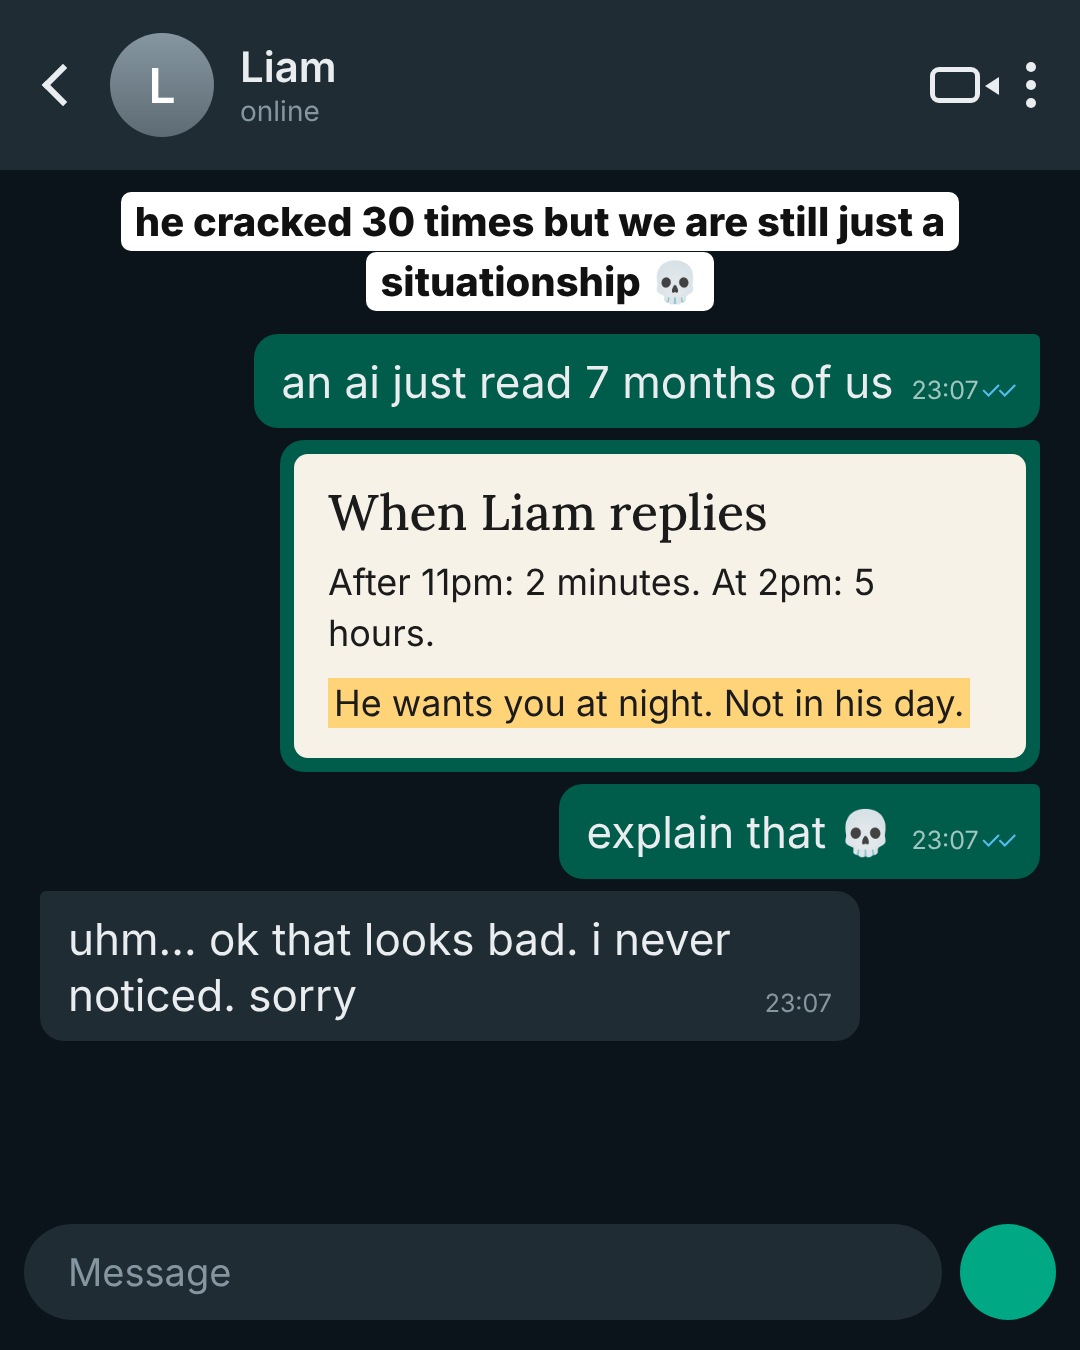 L
Liam
online
he cracked 30 times but we are still just a
situationship 💀
an ai just read 7 months of us 23:07
When Liam replies
After 11pm: 2 minutes. At 2pm: 5
hours.
He wants you at night. Not in his day.
explain that 💀 23:07
uhm... ok that looks bad. i never
noticed. sorry 23:07
Message